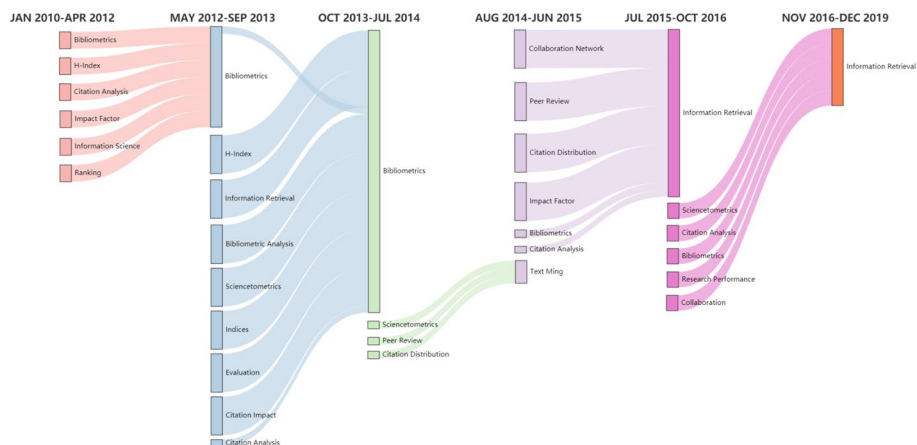 JAN 2010-APR 2012
MAY 2012-SEP 2013
OCT 2013-JUL 2014
AUG 2014-JUN 2015
JUL 2015-OCT 2016
NOV 2016-DEC 2019
Bibliometrics
H-Index
Citation Analysis
Impact Factor
Information Science
Ranking
Bibliometrics
H-Index
Information Retrieval
Bibliometric Analysis
Sciencetometrics
Indices
Evaluation
Citation Impact
Citation Analysis
Bibliometrics
Sciencetometrics
Peer Review
Citation Distribution
Collaboration Network
Peer Review
Citation Distribution
Impact Factor
Bibliometrics
Citation Analysis
Text Ming
Information Retrieval
Sciencetometrics
Citation Analysis
Bibliometrics
Research Performance
Collaboration
Information Retrieval